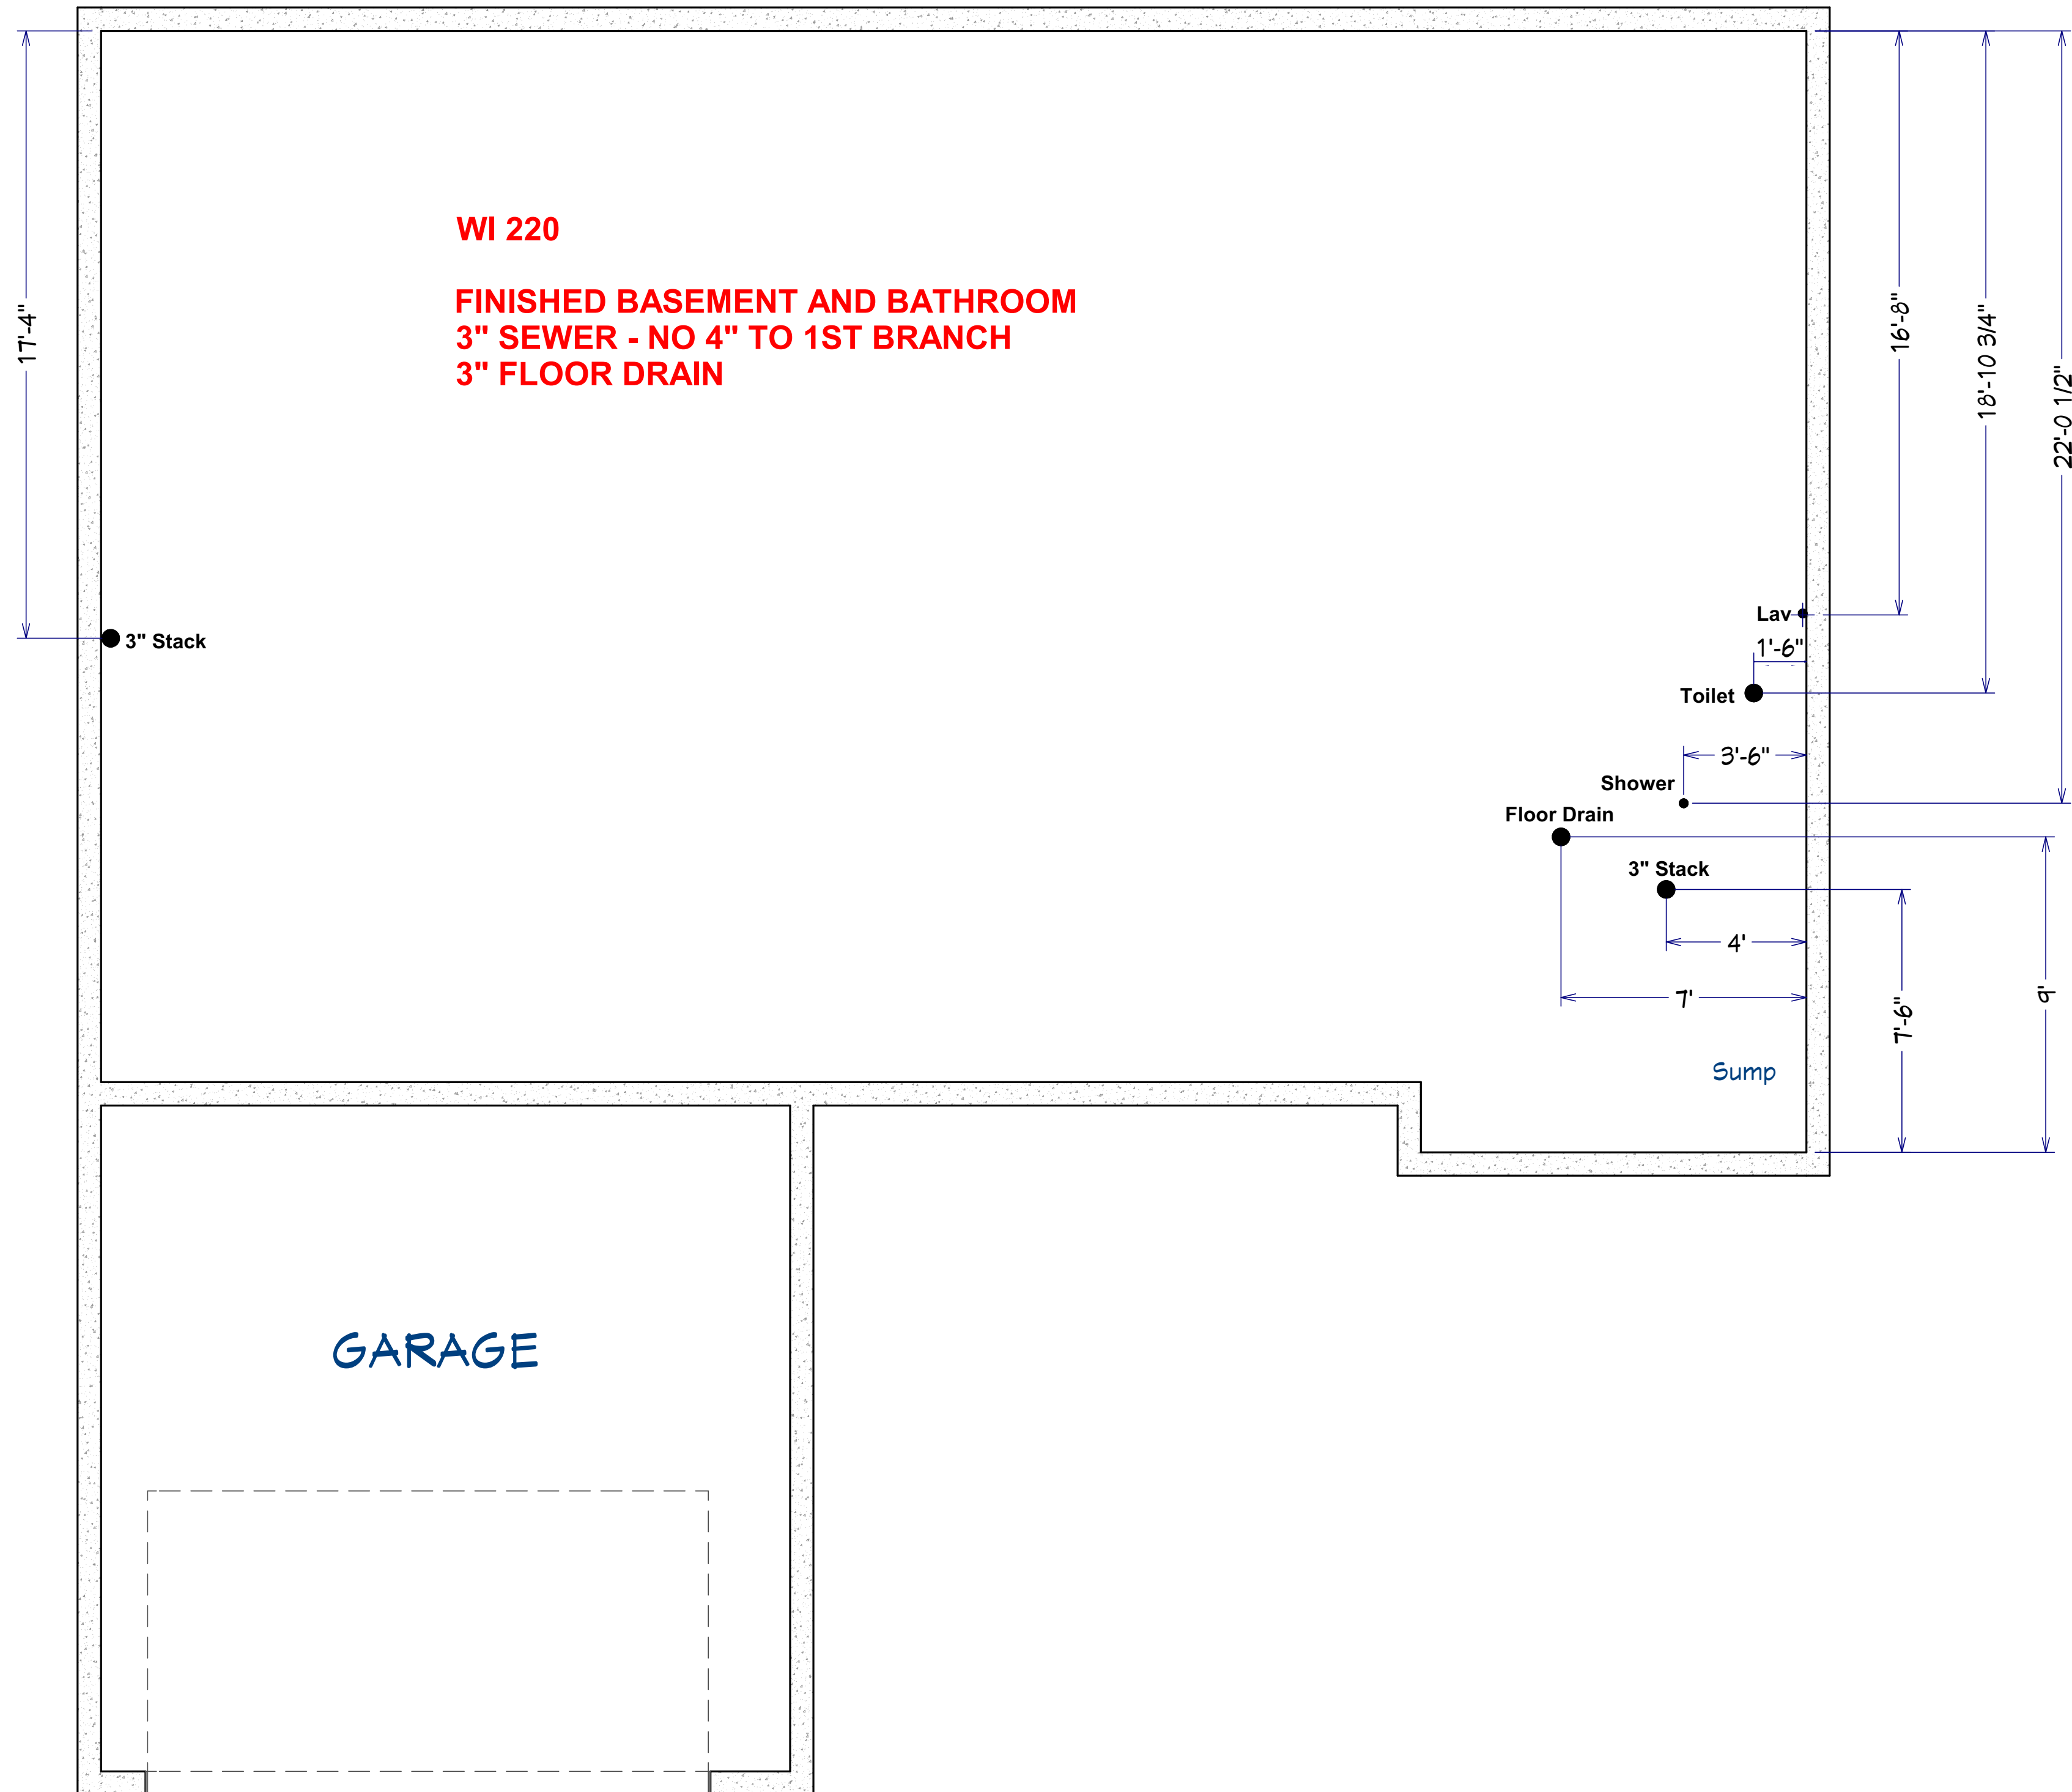 WI 220
FINISHED BASEMENT AND BATHROOM
3" SEWER - NO 4" TO 1ST BRANCH
3" FLOOR DRAIN
17'-4"
16'-8"
18'-10 3/4"
22'-0 1/2"
Lav
1'-6"
3" Stack
Toilet
3'-6"
Shower
Floor Drain
3" Stack
4'
7'
9'
7'-6"
Sump
GARAGE